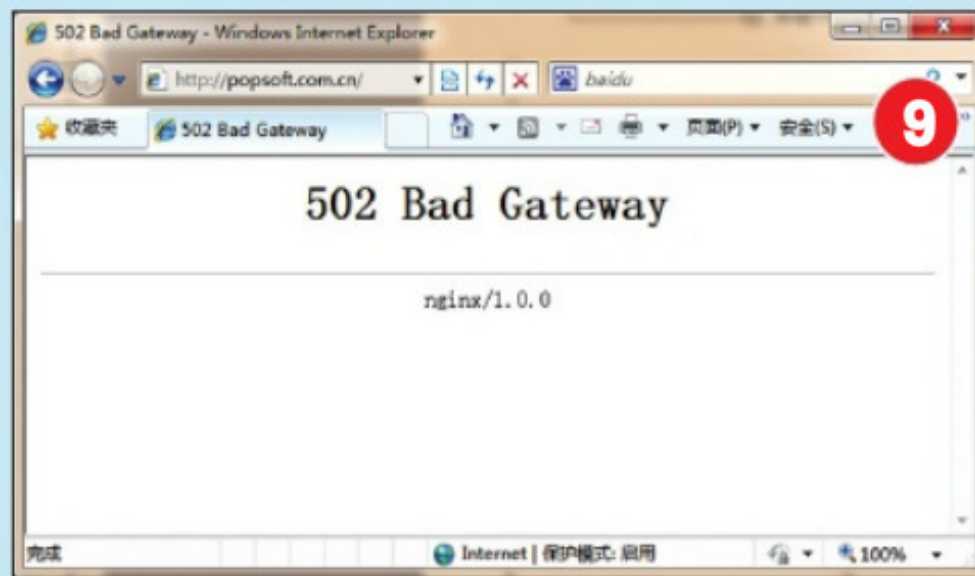 502 Bad Gateway - Windows Internet Explorer
http://popsoft.com.cn/ baidu
收藏夹 502 Bad Gateway 页面(P) 安全(S)
9
502 Bad Gateway
nginx/1.0.0
完成 Internet | 保护模式: 启用 100%